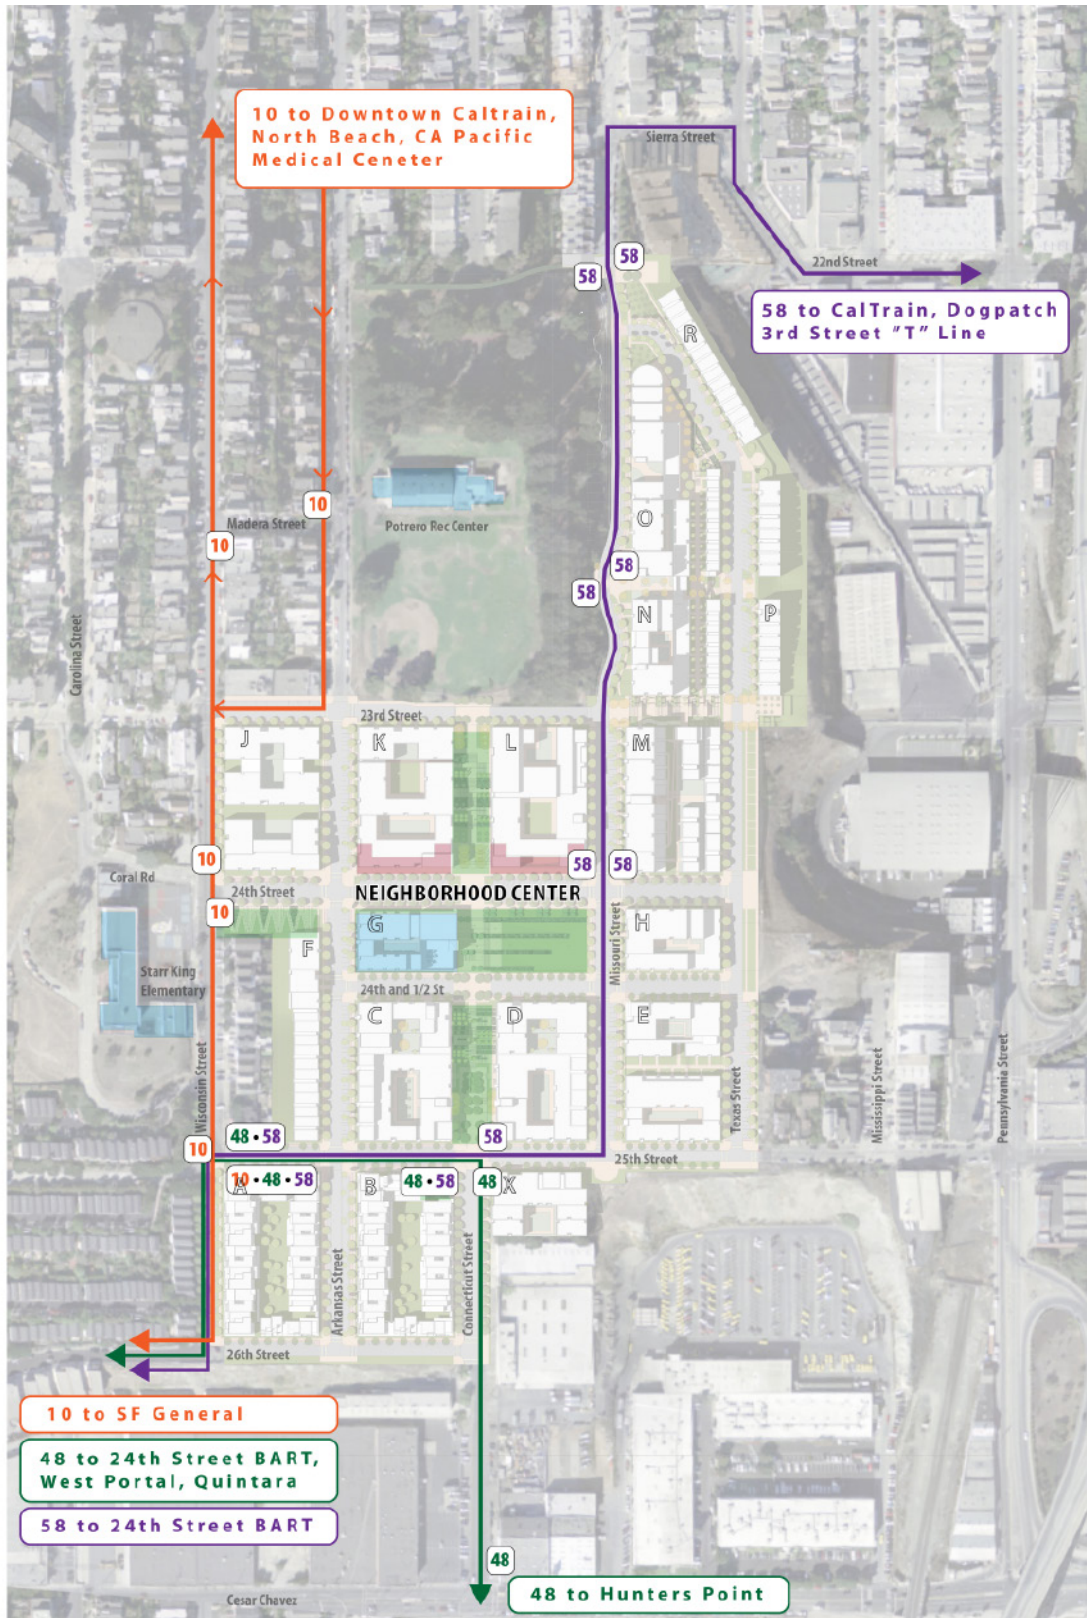 10 to Downtown Caltrain,
North Beach, CA Pacific
Medical Ceneter
Sierra Street
58
58
22nd Street
58 to CalTrain, Dogpatch
3rd Street "T" Line
R
10
Madera Street
Potrero Rec Center
O
10
58
58
N
P
Carolina Street
23rd Street
J
K
L
M
10
58
58
Coral Rd
24th Street
NEIGHBORHOOD CENTER
10
G
H
F
Missouri Street
Starr King
Elementary
24th and 1/2 St
C
D
E
Wisconsin Street
Texas Street
Mississippi Street
Pennsylvania Street
48 • 58
58
10
25th Street
10 • 48 • 58
A
B
48 • 58
48
X
Arkansas Street
Connecticut Street
26th Street
10 to SF General
48 to 24th Street BART,
West Portal, Quintara
58 to 24th Street BART
48
48 to Hunters Point
Cesar Chavez